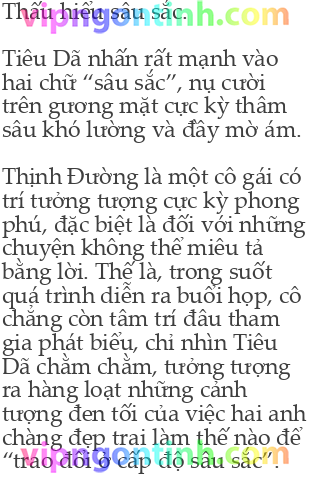 Thấu hiểu sâu sắc.
vipngontinh.com
Tiêu Dã nhấn rất mạnh vào
hai chữ “sâu sắc”, nụ cười
trên gương mặt cực kỳ thâm
sâu khó lường và đầy mờ ám.
Thịnh Đường là một cô gái có
trí tưởng tượng cực kỳ phong
phú, đặc biệt là đối với những
chuyện không thể miêu tả
bằng lời. Thế là, trong suốt
quá trình diễn ra buổi họp, cô
chẳng còn tâm trí đâu tham
gia phát biểu, chỉ nhìn Tiêu
Dã chằm chằm, tưởng tượng
ra hàng loạt những cảnh
tượng đen tối của việc hai anh
chàng đẹp trai làm thế nào để
“trao đổi ở cấp độ sâu sắc”.
vipngontinh.com